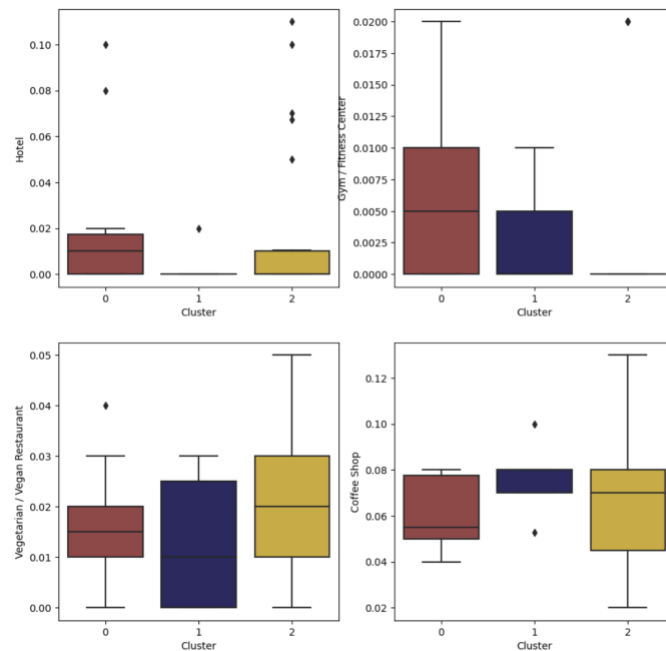 Hotel
0.10
0.08
0.06
0.04
0.02
0.00
0 1 2
Cluster
Gym / Fitness Center
0.0200
0.0175
0.0150
0.0125
0.0100
0.0075
0.0050
0.0025
0.0000
0 1 2
Cluster
Vegetarian / Vegan Restaurant
0.05
0.04
0.03
0.02
0.01
0.00
0 1 2
Cluster
Coffee Shop
0.12
0.10
0.08
0.06
0.04
0.02
0 1 2
Cluster